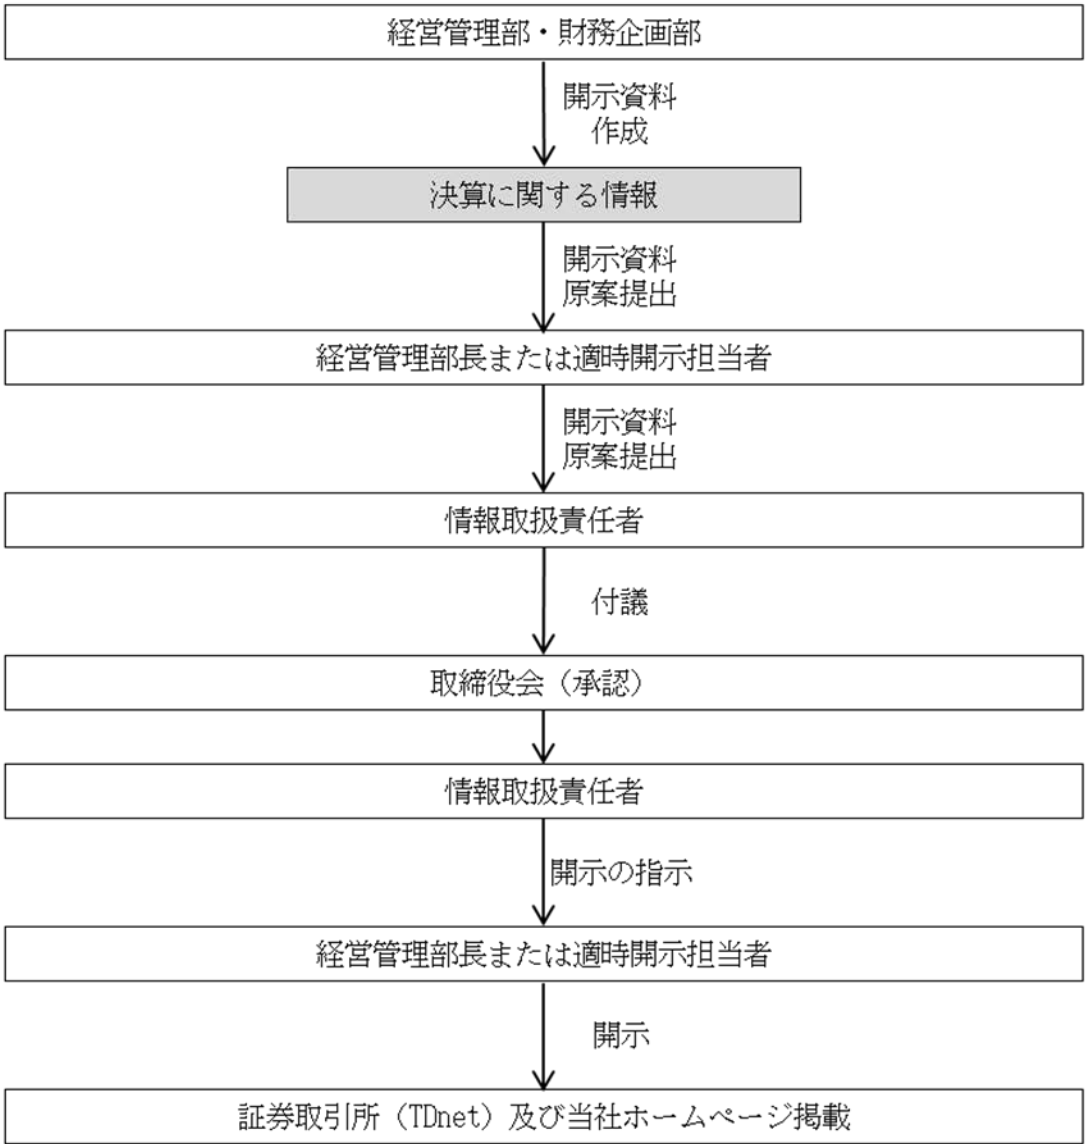 経営管理部・財務企画部
開示資料
作成
決算に関する情報
開示資料
原案提出
経営管理部長または適時開示担当者
開示資料
原案提出
情報取扱責任者
付議
取締役会（承認）
情報取扱責任者
開示の指示
経営管理部長または適時開示担当者
開示
証券取引所（TDnet）及び当社ホームページ掲載